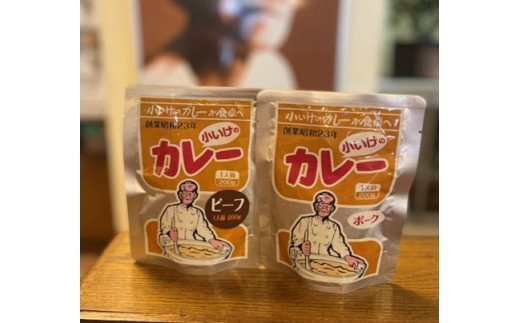 小いけのカレーが食卓へ!
創業昭和23年
小いけの
カレー
1人前
200g
ビーフ
1人前 200g
小いけのカレーが食卓へ!
創業昭和23年
小いけの
カレー
1人前
200g
ポーク